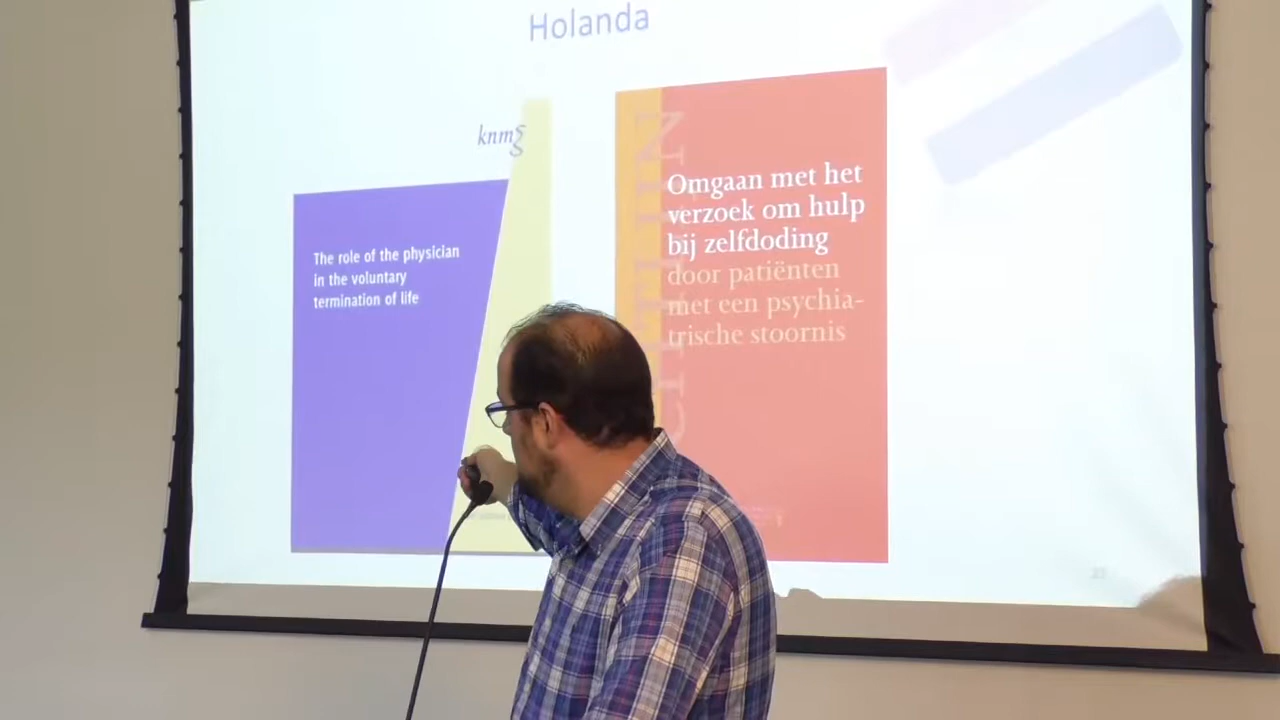 Holanda
knmg
The role of the physician
in the voluntary
termination of life
Omgaan met het
verzoek om hulp
bij zelfdoding
door patiënten
met een psychia-
trische stoornis